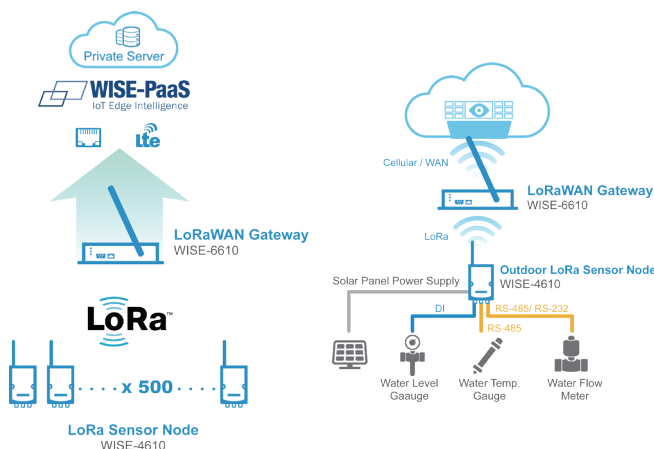 Private Server
WISE-PaaS
IoT Edge Intelligence
lte
LoRaWAN Gateway
WISE-6610
LoRa™
x 500
LoRa Sensor Node
WISE-4610
Cellular / WAN
LoRaWAN Gateway
WISE-6610
LoRa
Outdoor LoRa Sensor Node
WISE-4610
Solar Panel Power Supply
DI
RS-485/ RS-232
RS-485
Water Level
Gaauge
Water Temp.
Gauge
Water Flow
Meter